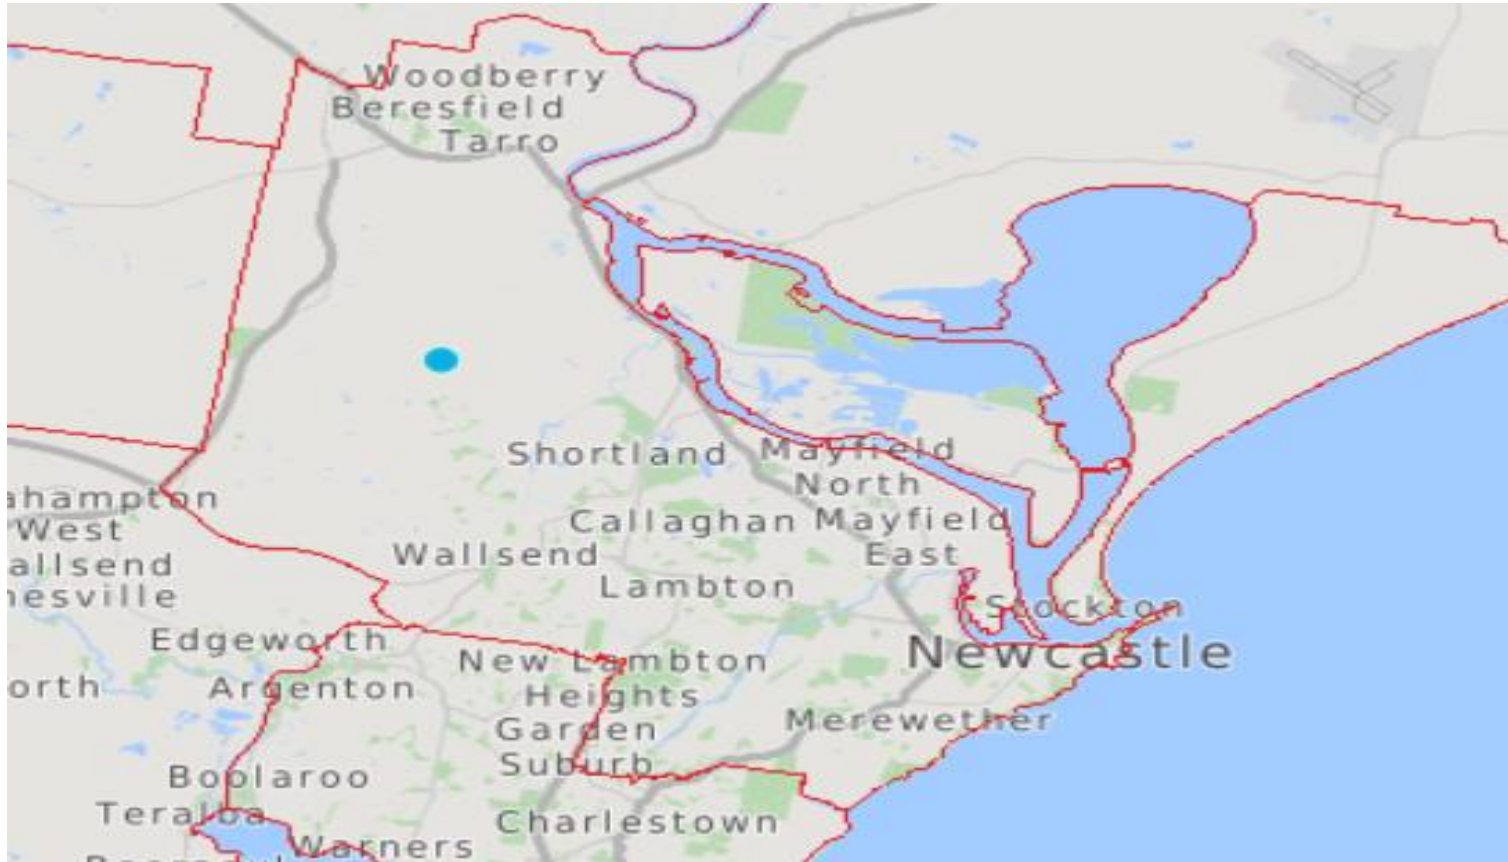 Woodberry
Beresfield
Tarro
Shortland
Mayfield
North
ahampton
West
Callaghan
Mayfield
East
Wallsend
allsend
Lambton
nesville
Stockton
Edgeworth
Newcastle
New Lambton
Heights
orth
Argenton
Merewether
Garden
Suburb
Boolaroo
Teralba
Charlestown
Warners